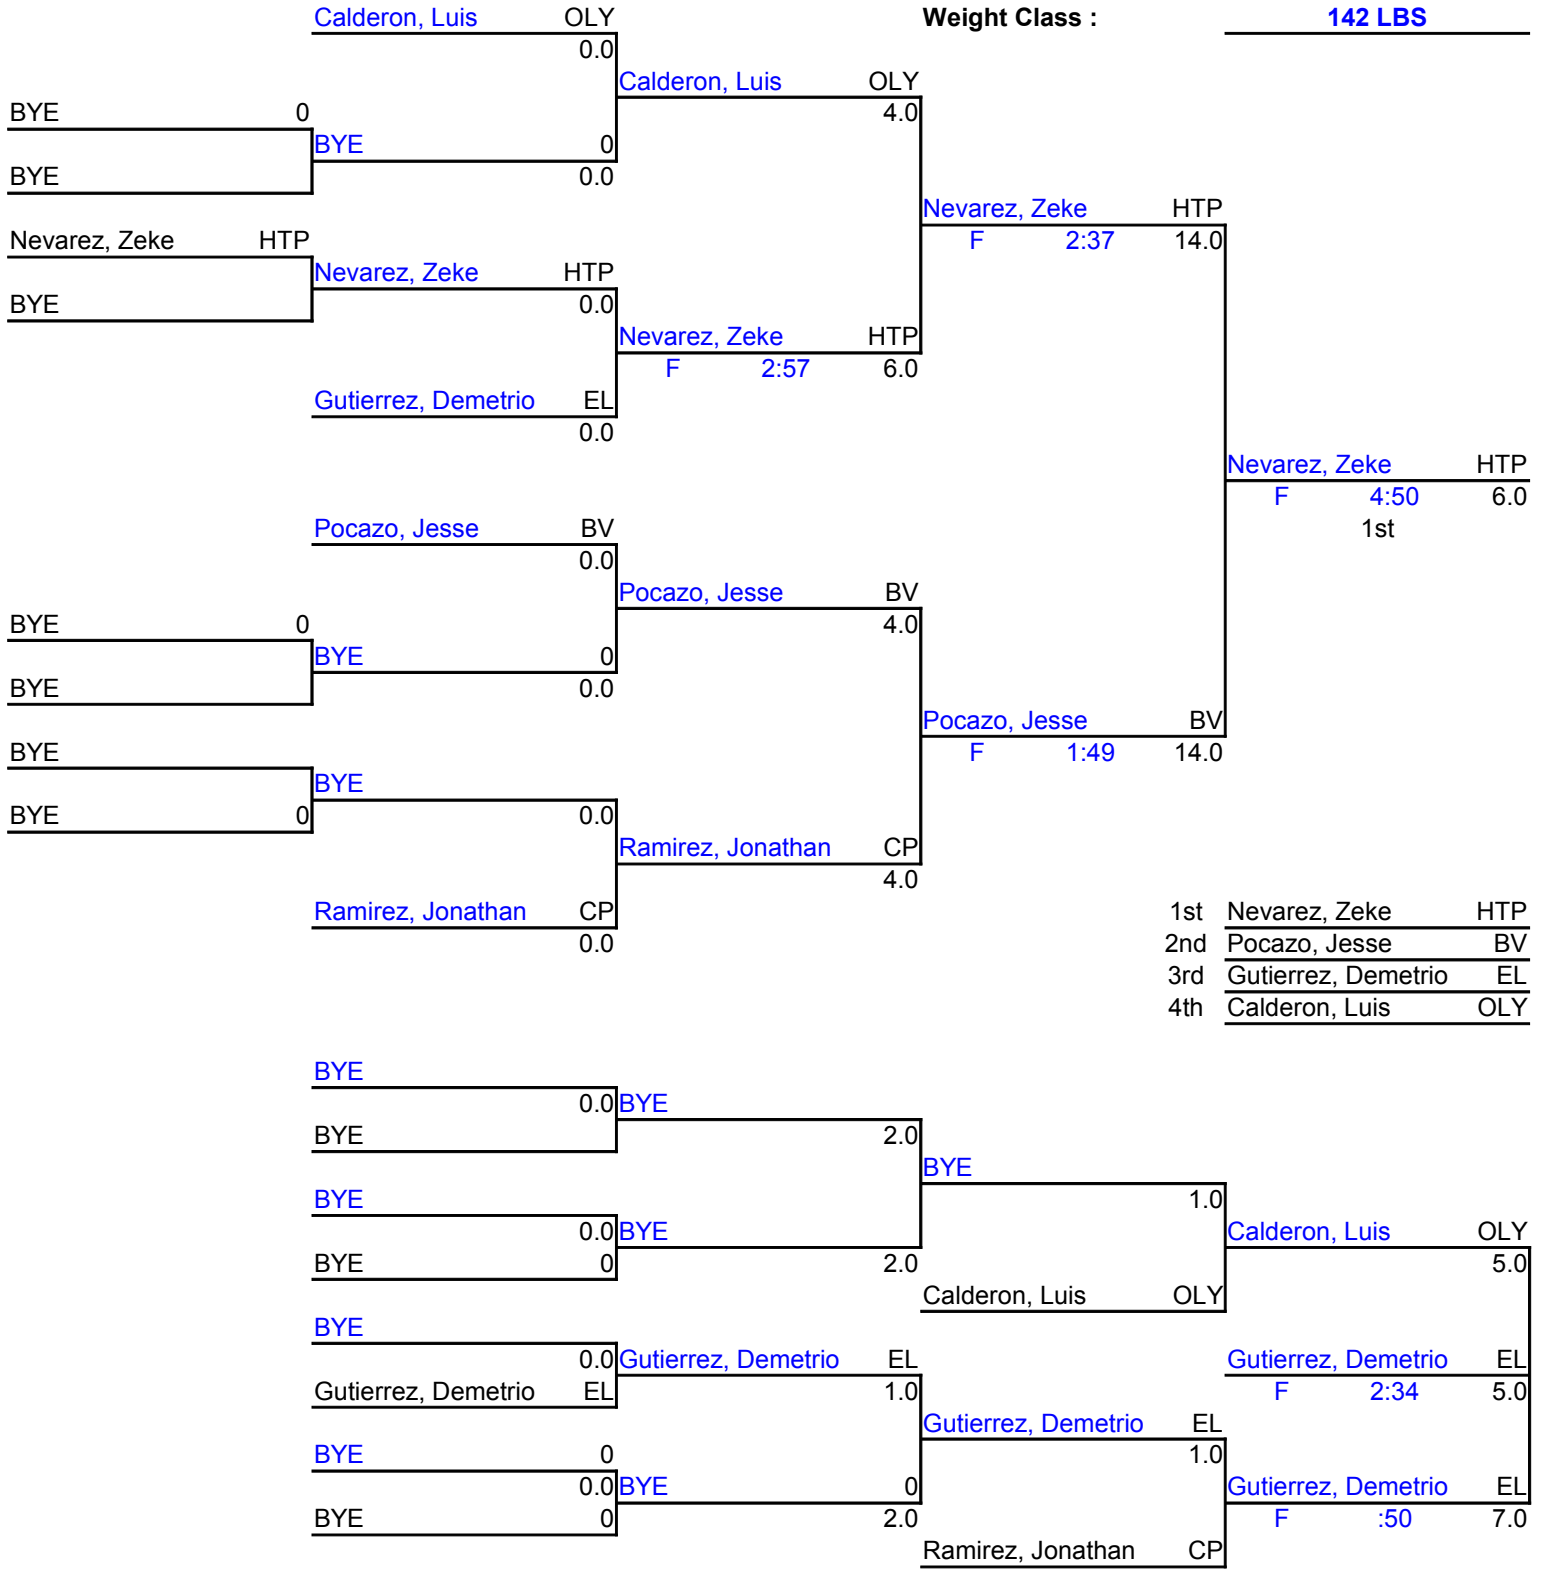 Calderon, Luis OLY Weight Class : 142 LBS
0.0
Calderon, Luis OLY
BYE 0 4.0
BYE 0
BYE 0.0
Nevarez, Zeke HTP
Nevarez, Zeke HTP F 2:37 14.0
Nevarez, Zeke HTP
BYE 0.0
Nevarez, Zeke HTP
F 2:57 6.0
Gutierrez, Demetrio EL
0.0
Nevarez, Zeke HTP
F 4:50 6.0
Pocazo, Jesse BV 1st
0.0
Pocazo, Jesse BV
BYE 0 4.0
BYE 0
BYE 0.0
Pocazo, Jesse BV
BYE F 1:49 14.0
BYE
BYE 0 0.0
Ramirez, Jonathan CP
4.0
Ramirez, Jonathan CP 1st Nevarez, Zeke HTP
0.0 2nd Pocazo, Jesse BV
3rd Gutierrez, Demetrio EL
4th Calderon, Luis OLY
BYE
0.0 BYE
BYE 2.0
BYE
BYE 1.0
0.0 BYE Calderon, Luis OLY
BYE 0 2.0 5.0
Calderon, Luis OLY
BYE
0.0 Gutierrez, Demetrio EL Gutierrez, Demetrio EL
Gutierrez, Demetrio EL 1.0 F 2:34 5.0
Gutierrez, Demetrio EL
BYE 0 1.0
0.0 BYE 0 Gutierrez, Demetrio EL
BYE 0 2.0 F :50 7.0
Ramirez, Jonathan CP